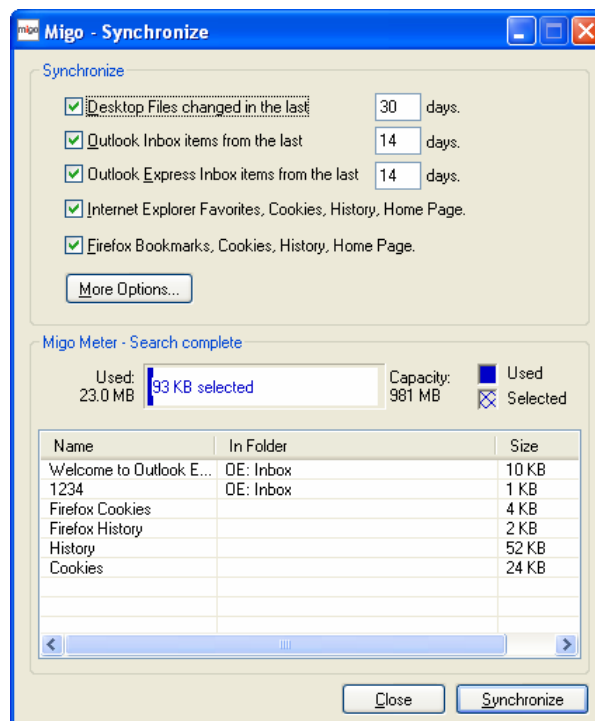 migo Migo - Synchronize
Synchronize
Desktop Files changed in the last 30 days.
Outlook Inbox items from the last 14 days.
Outlook Express Inbox items from the last 14 days.
Internet Explorer Favorites, Cookies, History, Home Page.
Firefox Bookmarks, Cookies, History, Home Page.
More Options...
Migo Meter - Search complete
Used: 93 KB selected Capacity: Used
23.0 MB 981 MB Selected
Name In Folder Size
Welcome to Outlook E... OE: Inbox 10 KB
1234 OE: Inbox 1 KB
Firefox Cookies 4 KB
Firefox History 2 KB
History 52 KB
Cookies 24 KB
Close Synchronize